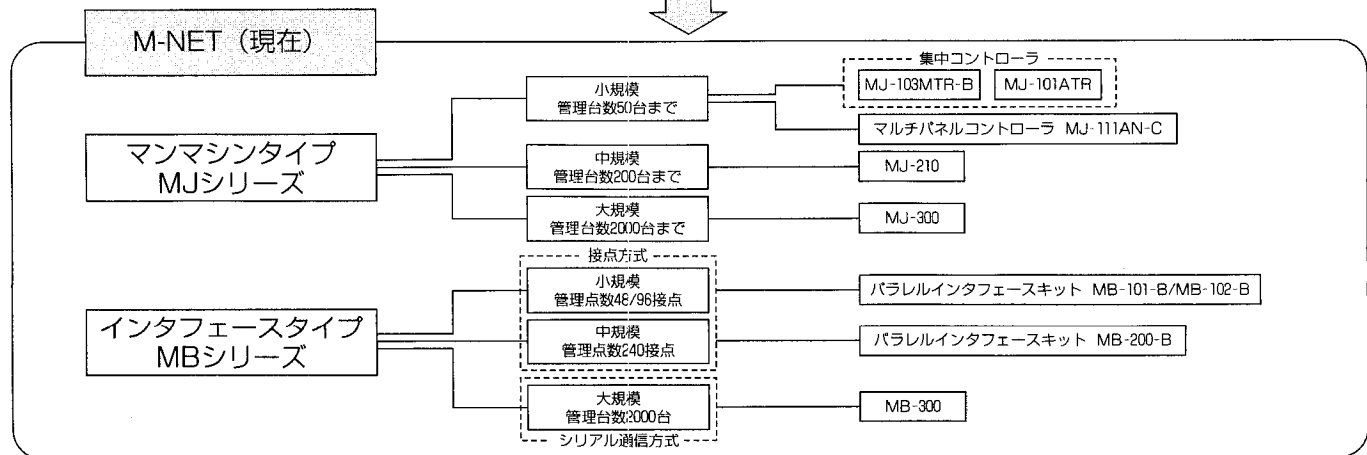 M-NET（現在）
マンマシンタイプ
MJシリーズ
小規模
管理台数50台まで
集中コントローラ
MJ-103MTR-B
MJ-101ATR
マルチパネルコントローラ MJ-111AN-C
中規模
管理台数200台まで
MJ-210
大規模
管理台数2000台まで
MJ-300
インタフェースタイプ
MBシリーズ
接点方式
小規模
管理点数48/96接点
パラレルインタフェースキット MB-101-B/MB-102-B
中規模
管理点数240接点
パラレルインタフェースキット MB-200-B
大規模
管理台数2000台
シリアル通信方式
MB-300